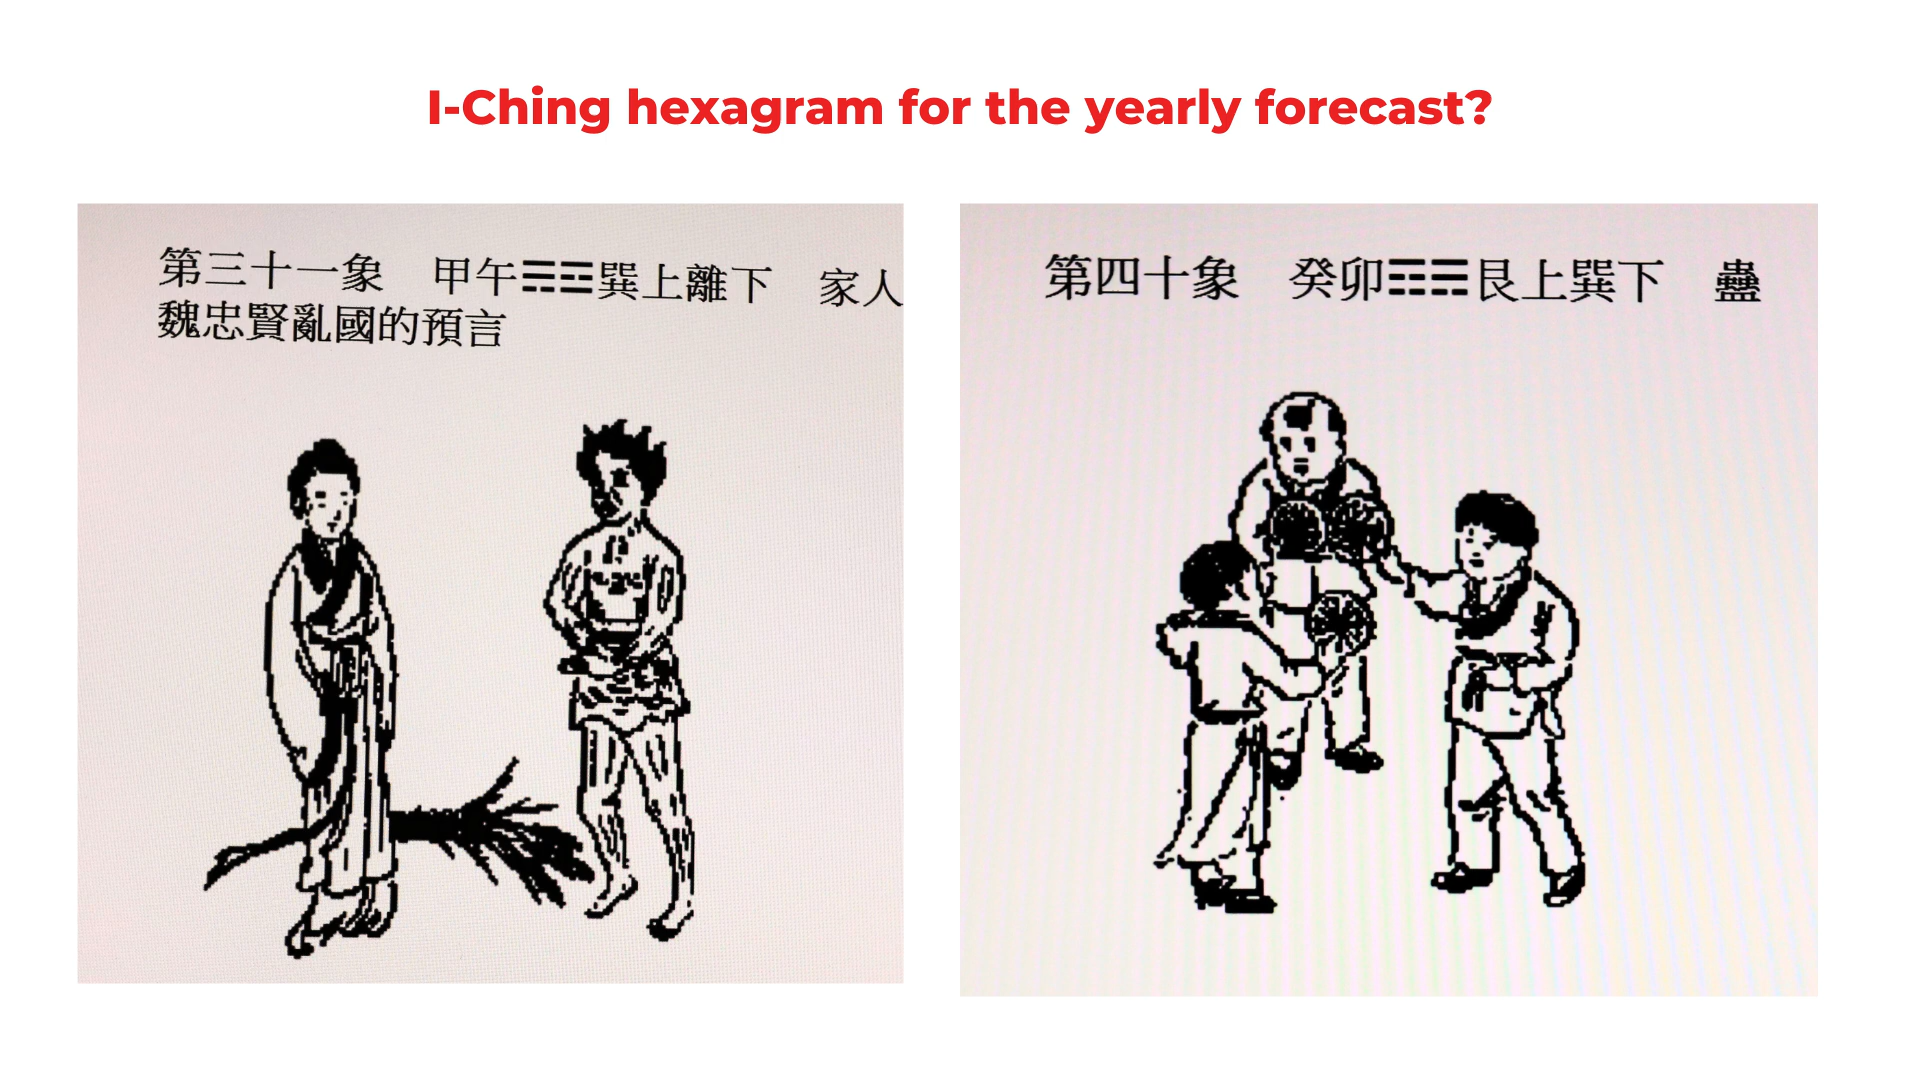 I-Ching hexagram for the yearly forecast?
第三十一象　甲午☴☲巽上離下　家人
魏忠賢亂國的預言
第四十象　癸卯☶☴艮上巽下　蠱